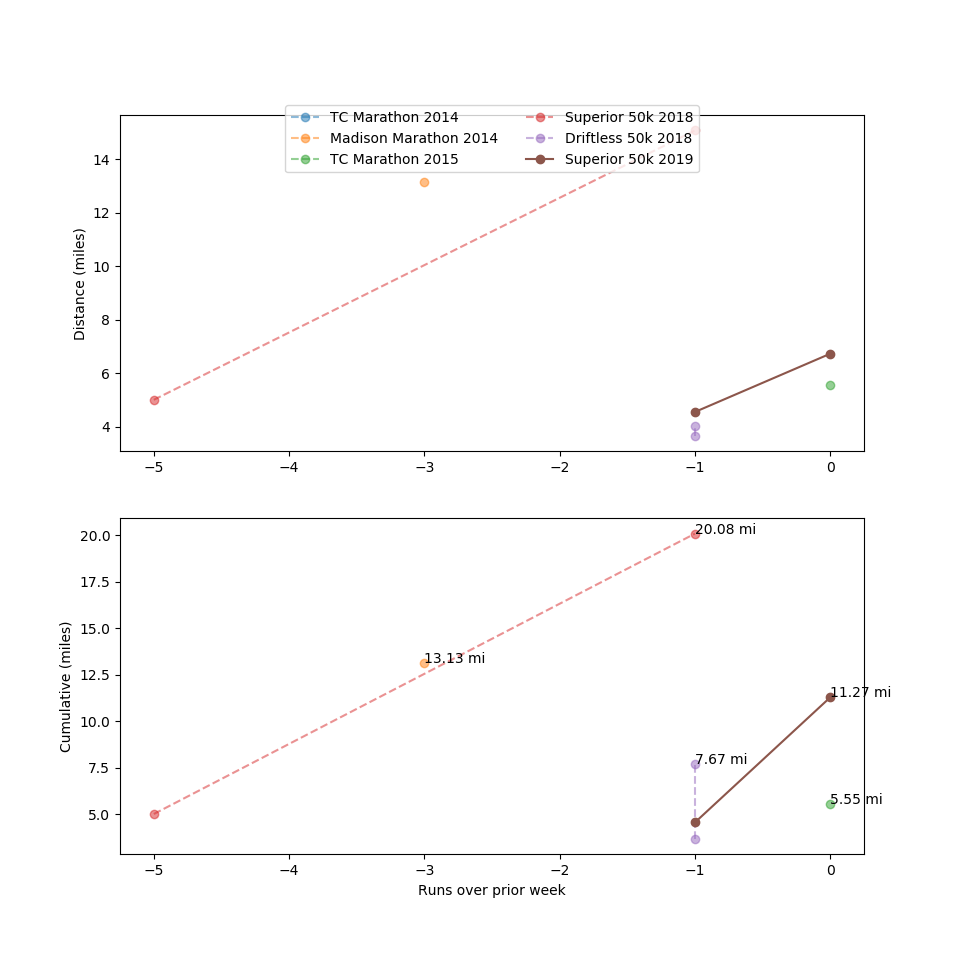 TC Marathon 2014
Madison Marathon 2014
TC Marathon 2015
Superior 50k 2018
Driftless 50k 2018
Superior 50k 2019
Distance (miles)
14
12
10
8
6
4
−5
−4
−3
−2
−1
0
Cumulative (miles)
20.0
17.5
15.0
12.5
10.0
7.5
5.0
20.08 mi
13.13 mi
11.27 mi
7.67 mi
5.55 mi
−5
−4
−3
−2
−1
0
Runs over prior week